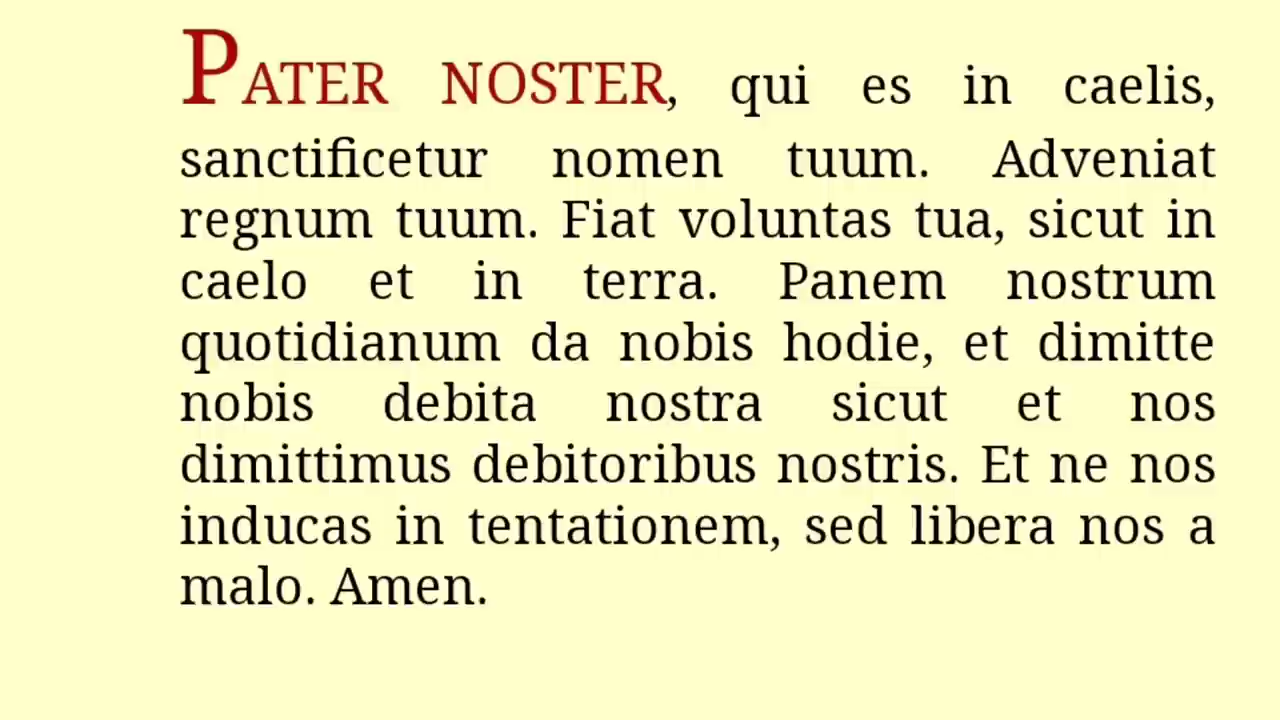 PATER NOSTER, qui es in caelis,
sanctificetur nomen tuum. Adveniat
regnum tuum. Fiat voluntas tua, sicut in
caelo et in terra. Panem nostrum
quotidianum da nobis hodie, et dimitte
nobis debita nostra sicut et nos
dimittimus debitoribus nostris. Et ne nos
inducas in tentationem, sed libera nos a
malo. Amen.